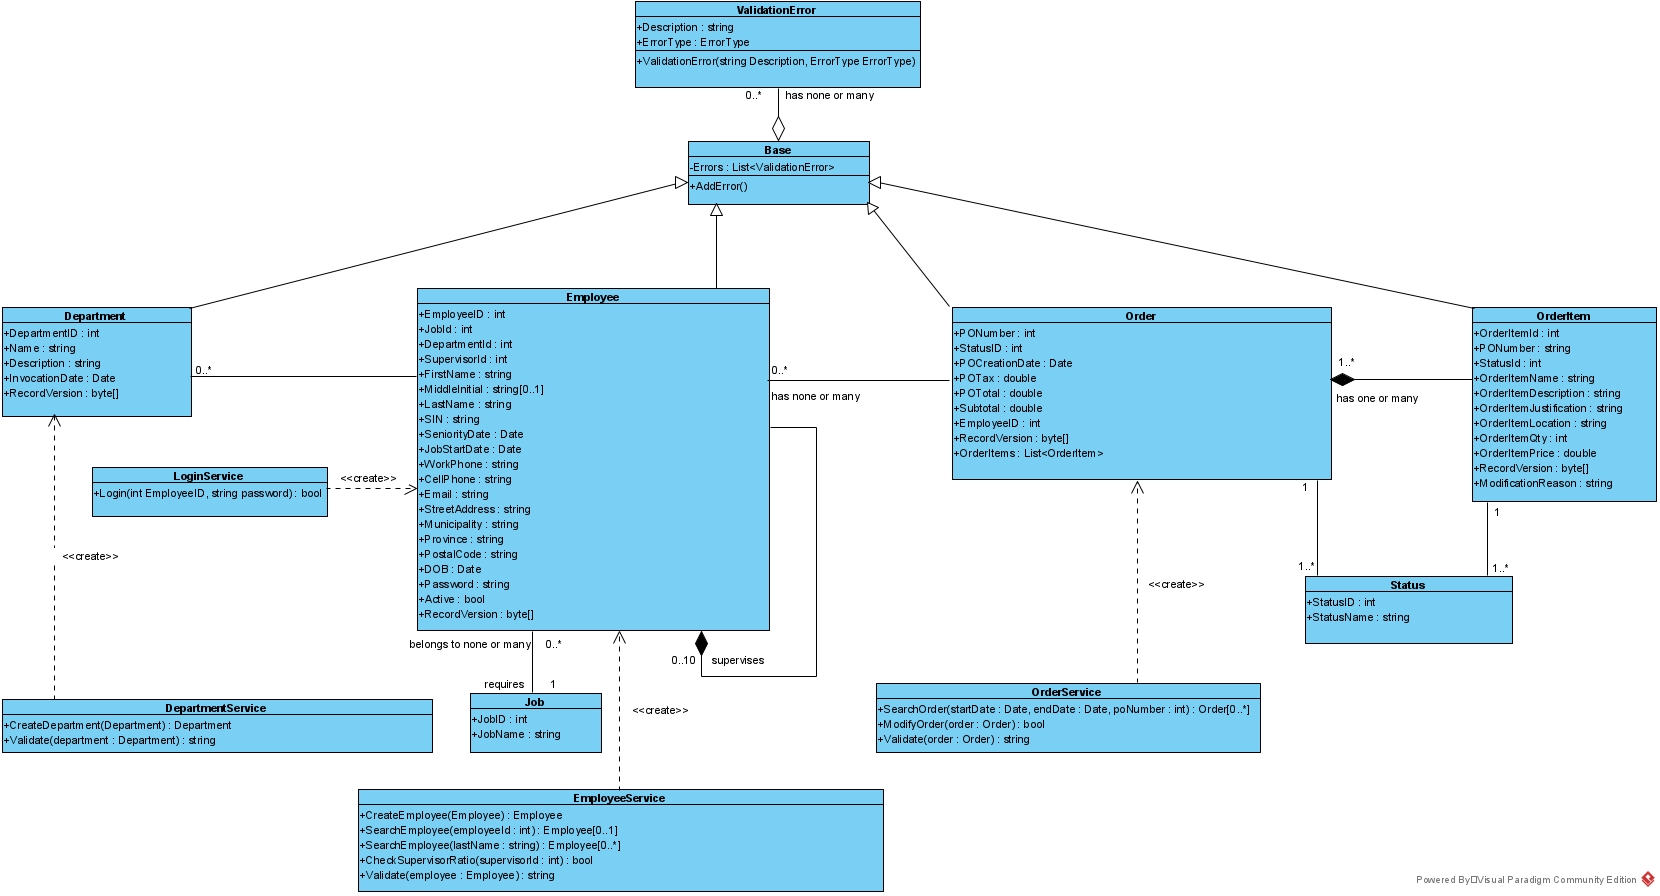 ValidationError
+Description : string
+ErrorType : ErrorType
+ValidationError(string Description, ErrorType ErrorType)
0..*
has none or many
Base
-Errors : List<ValidationError>
+AddError()
Department
+DepartmentID : int
+Name : string
+Description : string
+InvocationDate : Date
+RecordVersion : byte[]
0..*
Employee
+EmployeeID : int
+JobId : int
+DepartmentId : int
+SupervisorId : int
+FirstName : string
+MiddleInitial : string[0..1]
+LastName : string
+SIN : string
+SeniorityDate : Date
+JobStartDate : Date
+WorkPhone : string
+CellPhone : string
+Email : string
+StreetAddress : string
+Municipality : string
+Province : string
+PostalCode : string
+DOB : Date
+Password : string
+Active : bool
+RecordVersion : byte[]
0..*
has none or many
Order
+PONumber : int
+StatusID : int
+POCreationDate : Date
+POTax : double
+POTotal : double
+Subtotal : double
+EmployeeID : int
+RecordVersion : byte[]
+OrderItems : List<OrderItem>
1..*
has one or many
OrderItem
+OrderItemId : int
+PONumber : string
+StatusId : int
+OrderItemName : string
+OrderItemDescription : string
+OrderItemJustification : string
+OrderItemLocation : string
+OrderItemQty : int
+OrderItemPrice : double
+RecordVersion : byte[]
+ModificationReason : string
LoginService
+Login(int EmployeeID, string password) : bool
<<create>>
<<create>>
1
1
1..*
1..*
<<create>>
Status
+StatusID : int
+StatusName : string
belongs to none or many
0..*
0..10
supervises
requires
1
Job
+JobID : int
+JobName : string
<<create>>
DepartmentService
+CreateDepartment(Department) : Department
+Validate(department : Department) : string
OrderService
+SearchOrder(startDate : Date, endDate : Date, poNumber : int) : Order[0..*]
+ModifyOrder(order : Order) : bool
+Validate(order : Order) : string
EmployeeService
+CreateEmployee(Employee) : Employee
+SearchEmployee(employeeId : int) : Employee[0..1]
+SearchEmployee(lastName : string) : Employee[0..*]
+CheckSupervisorRatio(supervisorId : int) : bool
+Validate(employee : Employee) : string
Powered By Visual Paradigm Community Edition